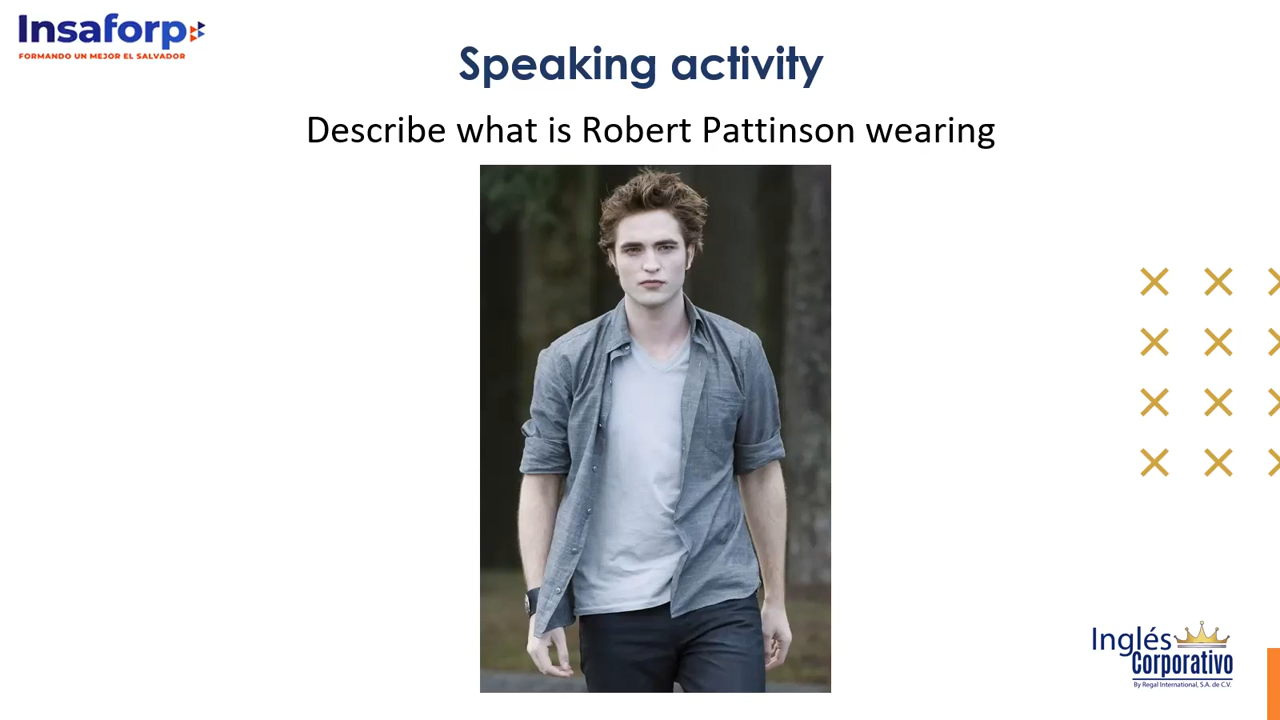 Insaforp
FORMANDO UN MEJOR EL SALVADOR
Speaking activity
Describe what is Robert Pattinson wearing
Inglés
Corporativo
By Regal International, S.A. de C.V.